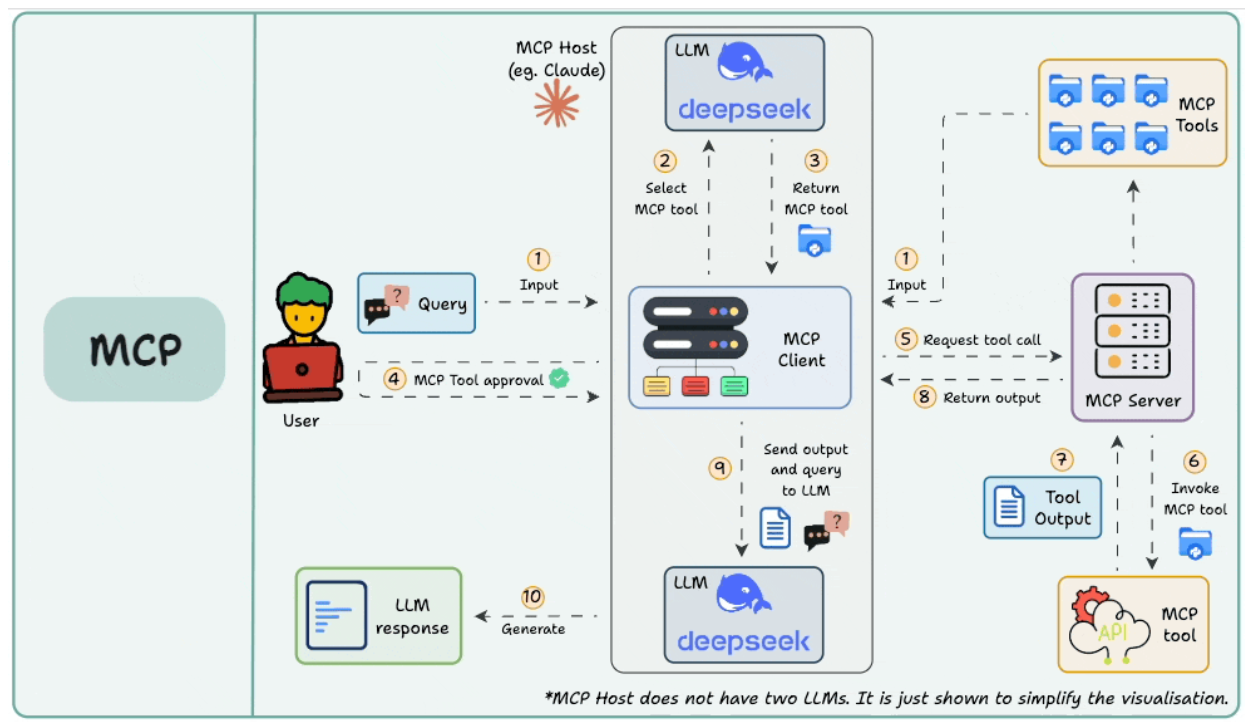 MCP
MCP Host
(eg. Claude)
LLM
deepseek
2
Select
MCP tool
3
Return
MCP tool
MCP
Tools
1
Input
?
Query
1
Input
MCP
Client
4 MCP Tool approval
User
5 Request tool call
8 Return output
MCP Server
9
Send output
and query
to LLM
?
7
Tool
Output
6
Invoke
MCP tool
LLM
deepseek
10
Generate
LLM
response
API
MCP
tool
*MCP Host does not have two LLMs. It is just shown to simplify the visualisation.